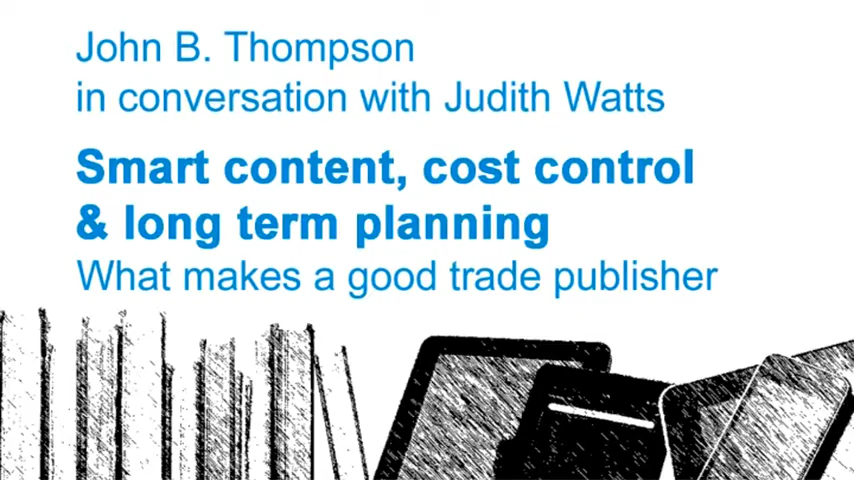 John B. Thompson
in conversation with Judith Watts
Smart content, cost control
& long term planning
What makes a good trade publisher